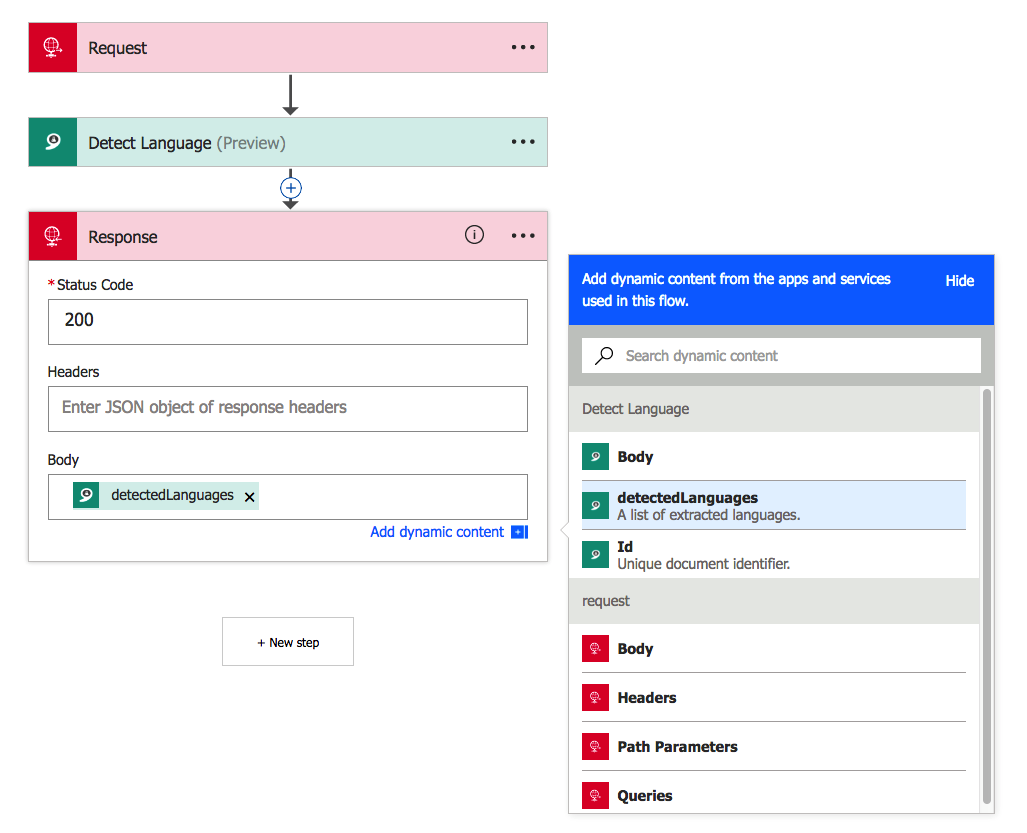 Request
Detect Language (Preview)
Response
*Status Code
200
Headers
Enter JSON object of response headers
Body
detectedLanguages
Add dynamic content
+ New step
Add dynamic content from the apps and services
used in this flow.
Hide
Search dynamic content
Detect Language
Body
detectedLanguages
A list of extracted languages.
Id
Unique document identifier.
request
Body
Headers
Path Parameters
Queries